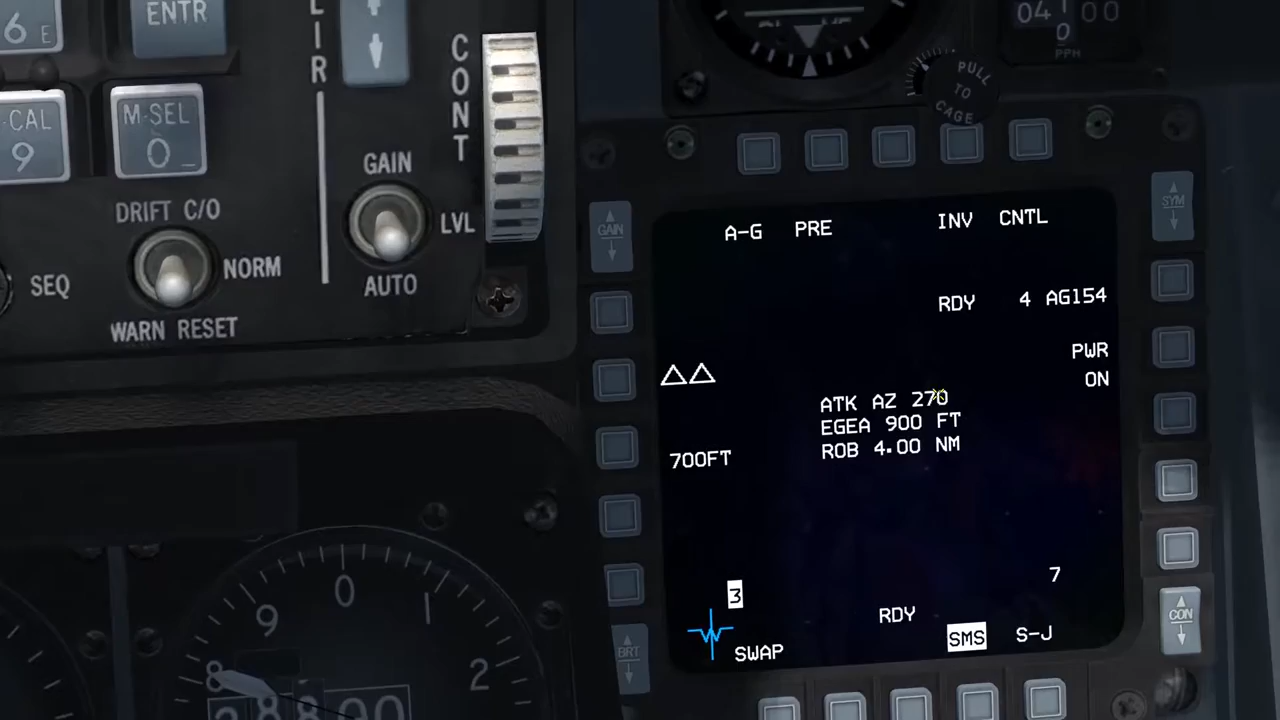 6 E
ENTR
L
I
R
C
O
N
T
-CAL
9
M-SEL
0
DRIFT C/O
NORM
WARN RESET
SEQ
GAIN
LVL
AUTO
PPH
PULL
TO
CAGE
GAIN
SYM
A-G PRE INV CNTL
RDY 4 AG154
PWR
ON
ATK AZ 270
EGEA 900 FT
ROB 4.00 NM
700FT
3
7
RDY
SWAP SMS S-J
BRT
CON
9 0 1
8 2